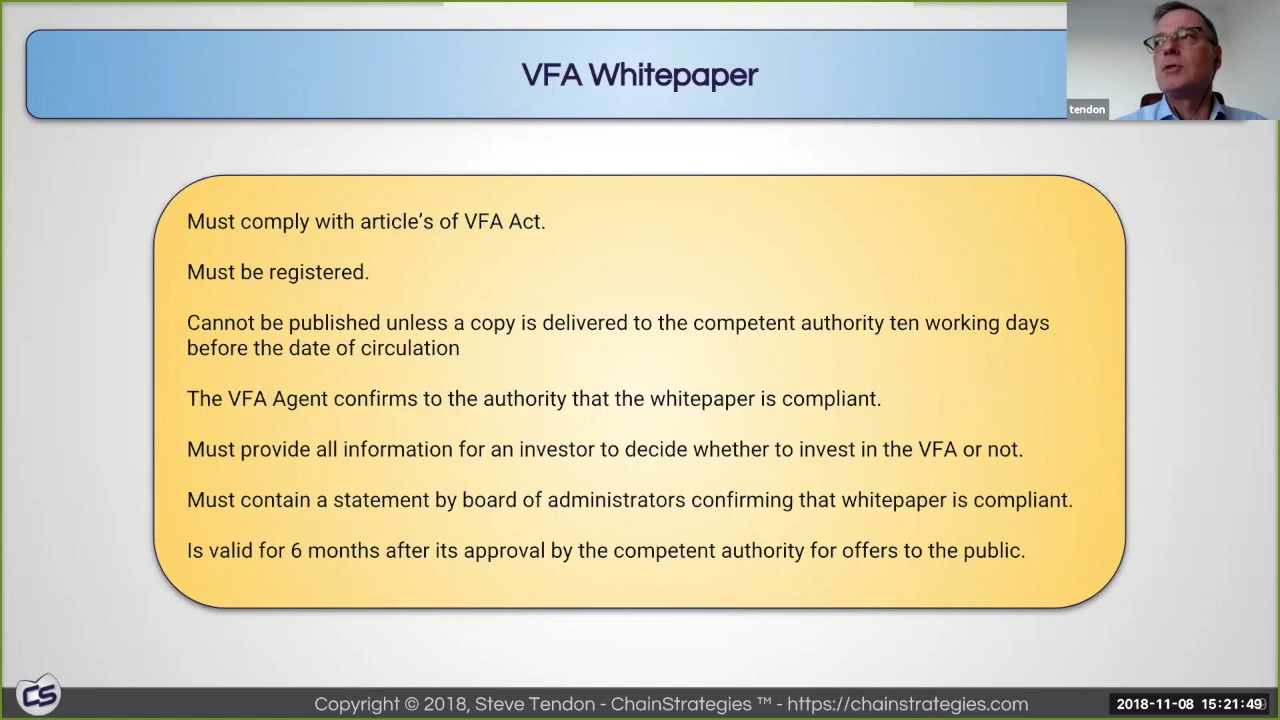 VFA Whitepaper
tendon
Must comply with article's of VFA Act.
Must be registered.
Cannot be published unless a copy is delivered to the competent authority ten working days
before the date of circulation
The VFA Agent confirms to the authority that the whitepaper is compliant.
Must provide all information for an investor to decide whether to invest in the VFA or not.
Must contain a statement by board of administrators confirming that whitepaper is compliant.
Is valid for 6 months after its approval by the competent authority for offers to the public.
CS
Copyright © 2018, Steve Tendon - ChainStrategies ™ - https://chainstrategies.com
2018-11-08 15:21:49